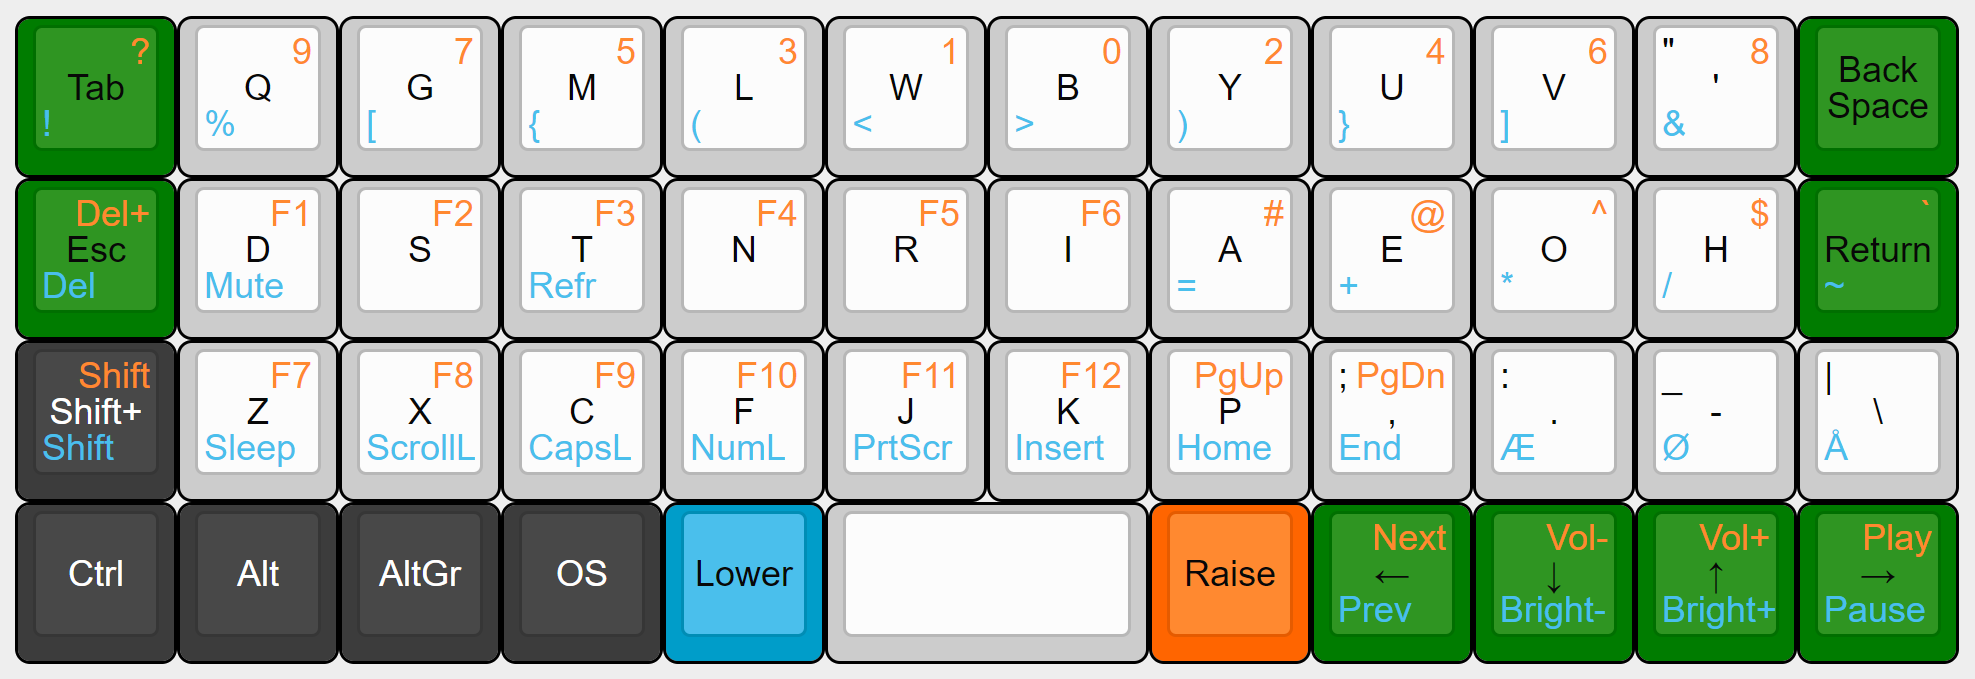 ? 9 7 5 3 1 0 2 4 6 " 8
Tab Q G M L W B Y U V ' Back Space
! % [ { ( < > ) } ] &
Del+ F1 F2 F3 F4 F5 F6 # @ ^ $ `
Esc D S T N R I A E O H Return
Del Mute Refr = + * / ~
Shift F7 F8 F9 F10 F11 F12 PgUp ; PgDn : _ |
Shift+ Z X C F J K P , . - \
Shift Sleep ScrollL CapsL NumL PrtScr Insert Home End Æ Ø Å
Next Vol- Vol+ Play
Ctrl Alt AltGr OS Lower Raise ← ↓ ↑ →
Prev Bright- Bright+ Pause